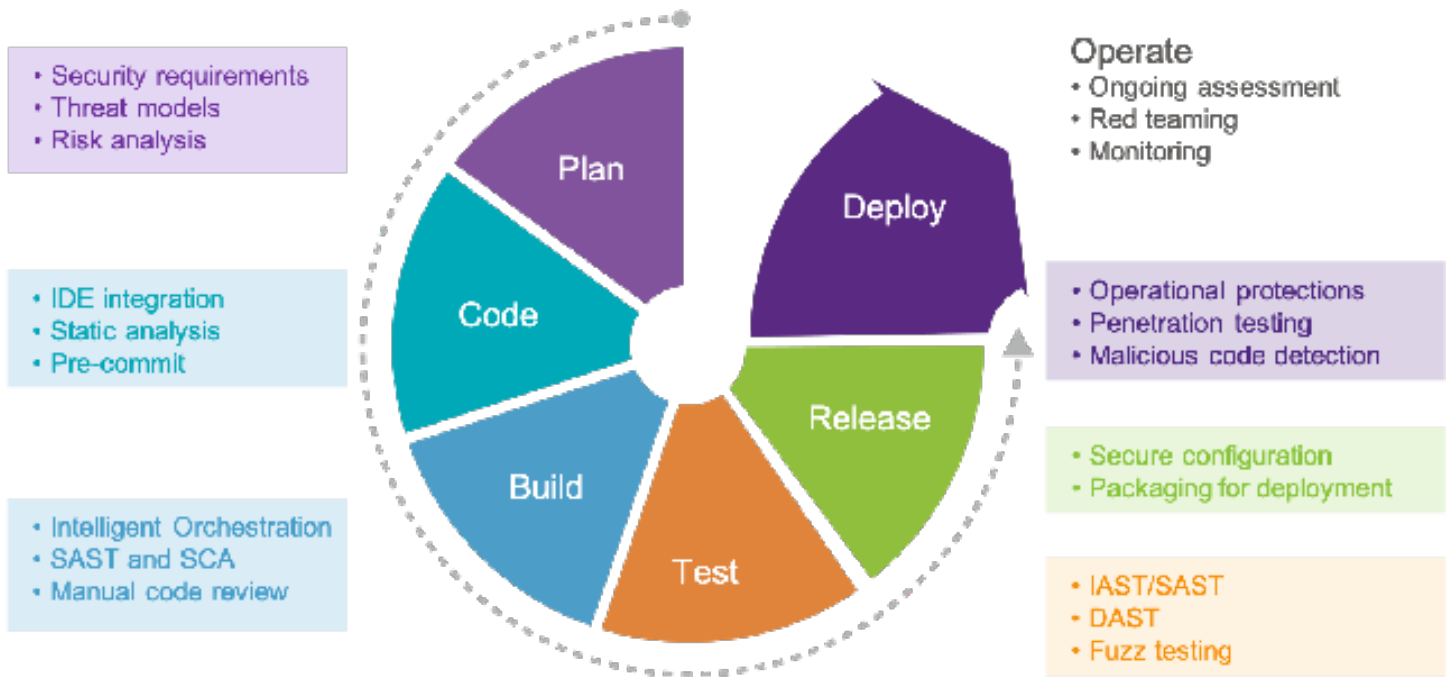 • Security requirements
• Threat models
• Risk analysis
Plan
• IDE integration
• Static analysis
• Pre-commit
Code
• Intelligent Orchestration
• SAST and SCA
• Manual code review
Build
Test
• IAST/SAST
• DAST
• Fuzz testing
Release
• Secure configuration
• Packaging for deployment
Deploy
• Operational protections
• Penetration testing
• Malicious code detection
Operate
• Ongoing assessment
• Red teaming
• Monitoring